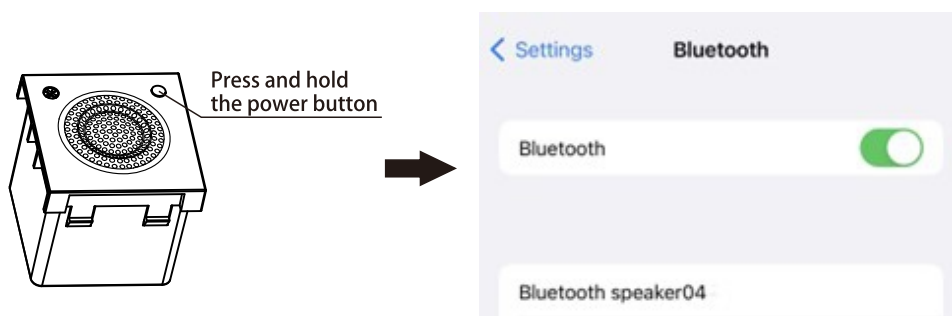 Press and hold
the power button
Settings
Bluetooth
Bluetooth
Bluetooth speaker04